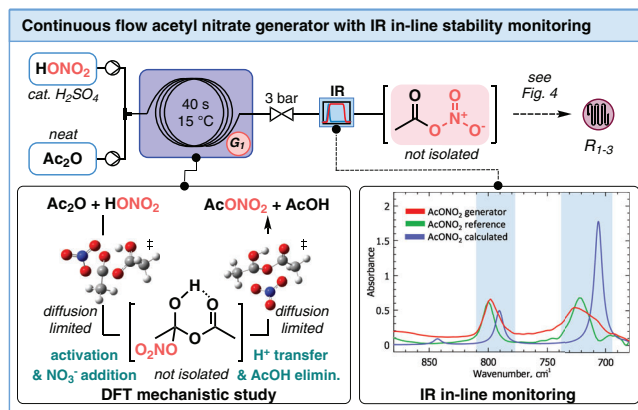 Continuous flow acetyl nitrate generator with IR in-line stability monitoring
HONO2
cat. H2SO4
neat
Ac2O
40 s
15 °C
G1
3 bar
IR
O
O
N+
O
O-
not isolated
see
Fig. 4
R1-3
Ac2O + HONO2
AcONO2 + AcOH
‡
‡
diffusion
limited
H
O
O
O2NO
O
not isolated
diffusion
limited
activation
& NO3- addition
H+ transfer
& AcOH elimin.
DFT mechanistic study
AcONO2 generator
AcONO2 reference
AcONO2 calculated
Absorbance
2
1.5
1
0.5
0
850
800
750
700
Wavenumber, cm-1
IR in-line monitoring